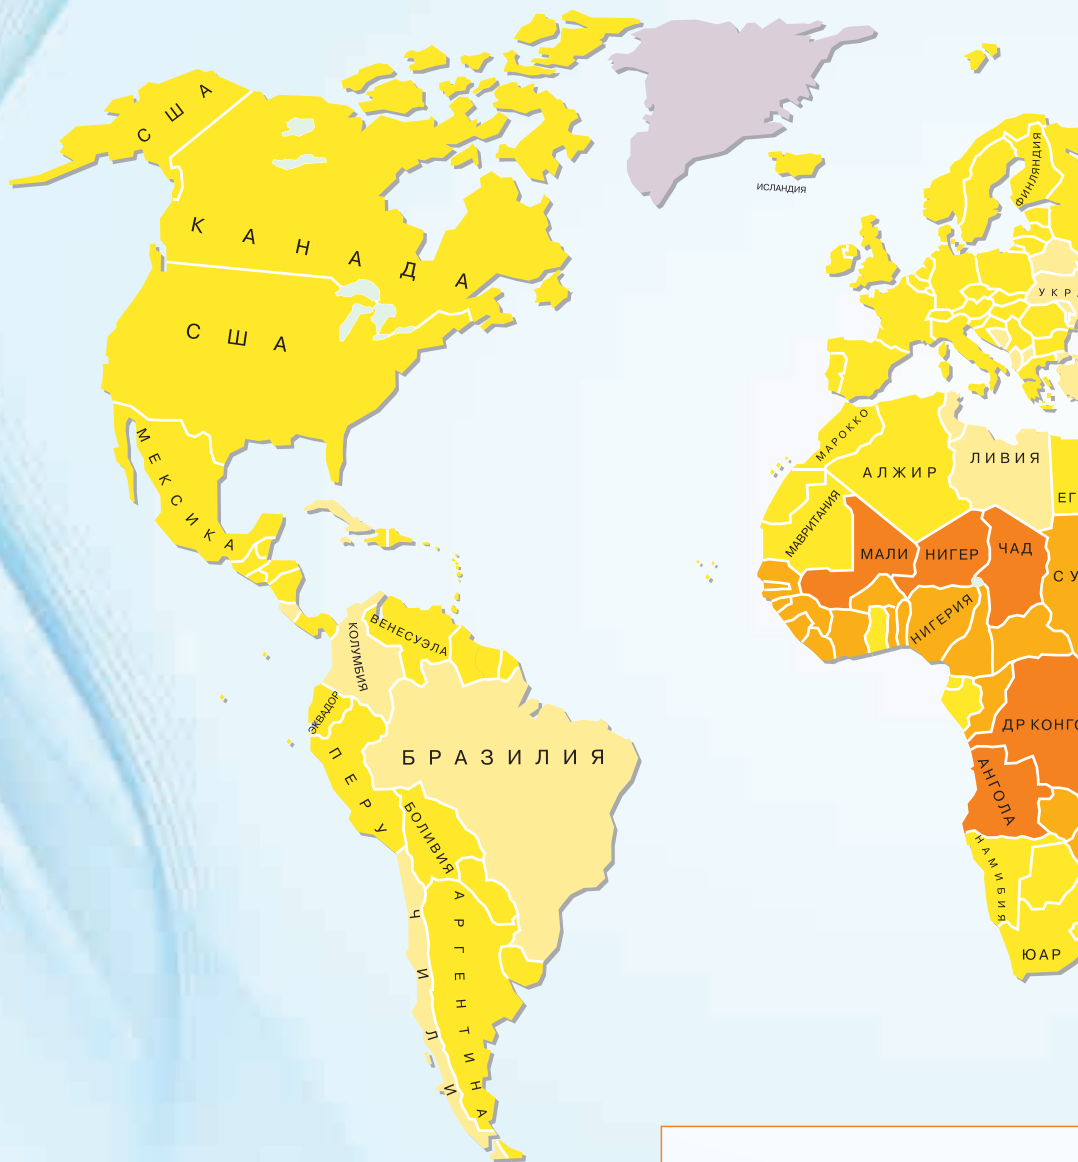 США
КАНАДА
США
МЕКСИКА
ИСЛАНДИЯ
ФИНЛЯНДИЯ
УКР
МАРОККО
АЛЖИР
ЛИВИЯ
ЕГ
МАВРИТАНИЯ
МАЛИ
НИГЕР
ЧАД
СУ
НИГЕРИЯ
ВЕНЕСУЭЛА
КОЛУМБИЯ
ЭКВАДОР
ПЕРУ
БРАЗИЛИЯ
БОЛИВИЯ
ЧИЛИ
АРГЕНТИНА
ДР КОНГО
АНГОЛА
НАМИБИЯ
ЮАР